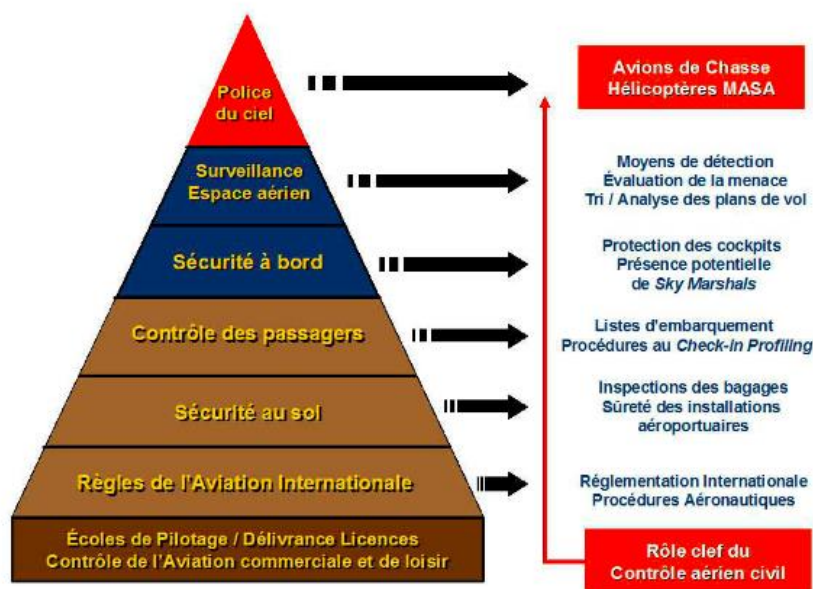 Police
du ciel
Avions de Chasse
Hélicoptères MASA
Surveillance
Espace aérien
Moyens de détection
Évaluation de la menace
Tri / Analyse des plans de vol
Sécurité à bord
Protection des cockpits
Présence potentielle
de Sky Marshals
Contrôle des passagers
Listes d'embarquement
Procédures au Check-in Profiling
Sécurité au sol
Inspections des bagages
Sûreté des installations
aéroportuaires
Règles de l'Aviation Internationale
Réglementation Internationale
Procédures Aéronautiques
Écoles de Pilotage / Délivrance Licences
Contrôle de l'Aviation commerciale et de loisir
Rôle clef du
Contrôle aérien civil